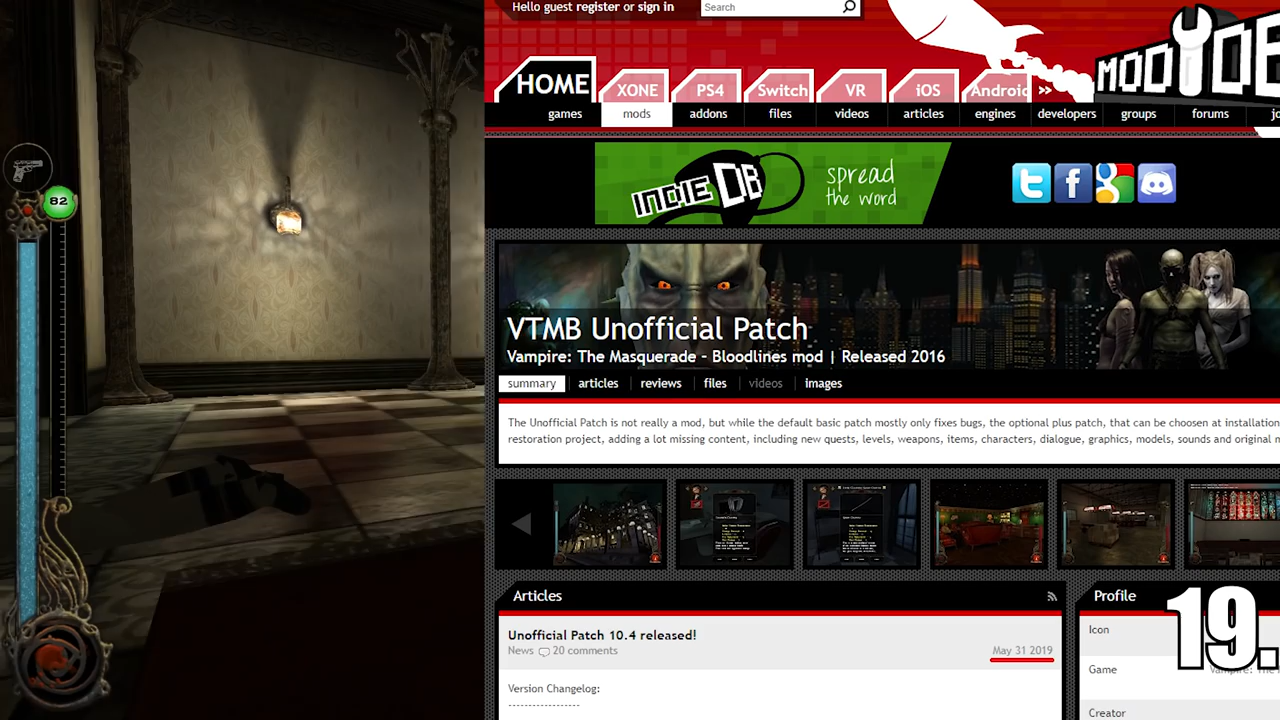 Hello guest register or sign in
Search
HOME
XONE
PS4
Switch
VR
iOS
Android
»
games
mods
addons
files
videos
articles
engines
developers
groups
forums
INDIE DB
spread
the word
82
VTMB Unofficial Patch
Vampire: The Masquerade - Bloodlines mod | Released 2016
summary
articles
reviews
files
videos
images
The Unofficial Patch is not really a mod, but while the default basic patch mostly only fixes bugs, the optional plus patch, that can be choosen at installation
restoration project, adding a lot missing content, including new quests, levels, weapons, items, characters, dialogue, graphics, models, sounds and original m
Articles
Profile
Unofficial Patch 10.4 released!
News 20 comments
May 31 2019
Version Changelog:
-----------------
Icon
Game
Creator
19.